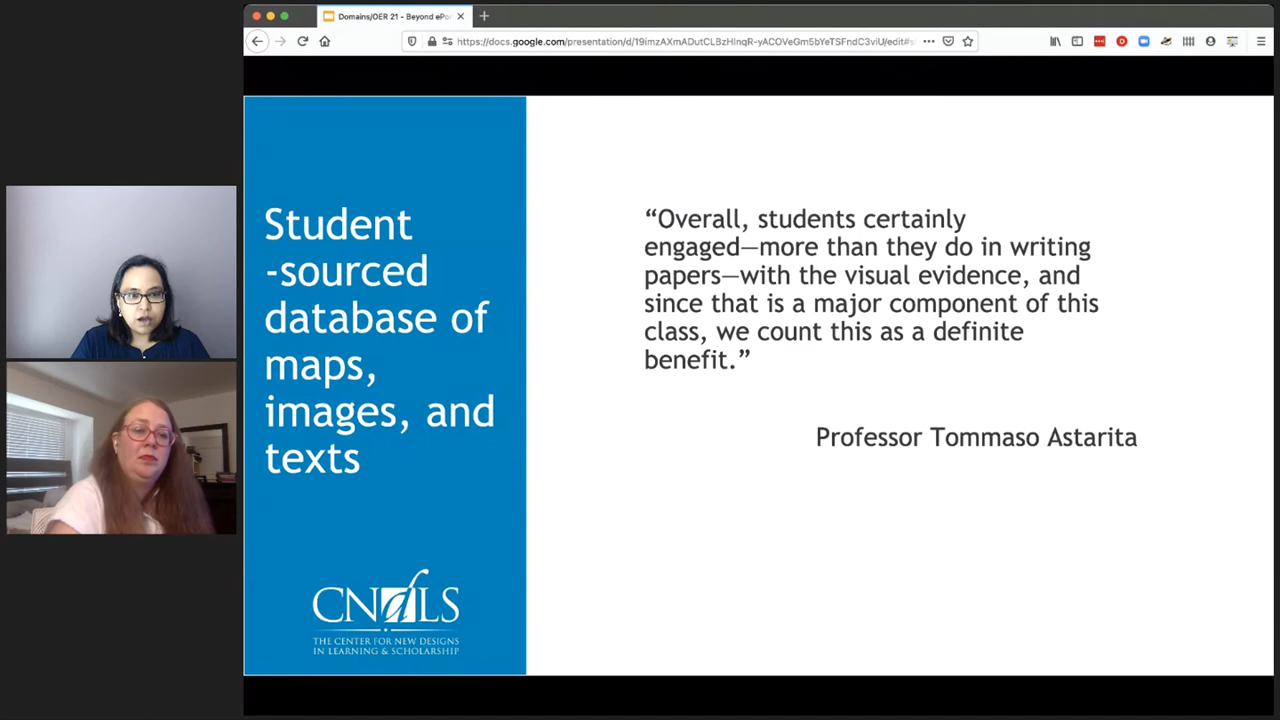 Domains/OER 21 - Beyond ePo
https://docs.google.com/presentation/d/19imzAXmADutCLBzHInqR-yACOVeGm5bYeTSFndC3viU/edit#s
Student
-sourced
database of
maps,
images, and
texts
CNdLS
THE CENTER FOR NEW DESIGNS
IN LEARNING & SCHOLARSHIP
“Overall, students certainly
engaged—more than they do in writing
papers—with the visual evidence, and
since that is a major component of this
class, we count this as a definite
benefit.”
Professor Tommaso Astarita